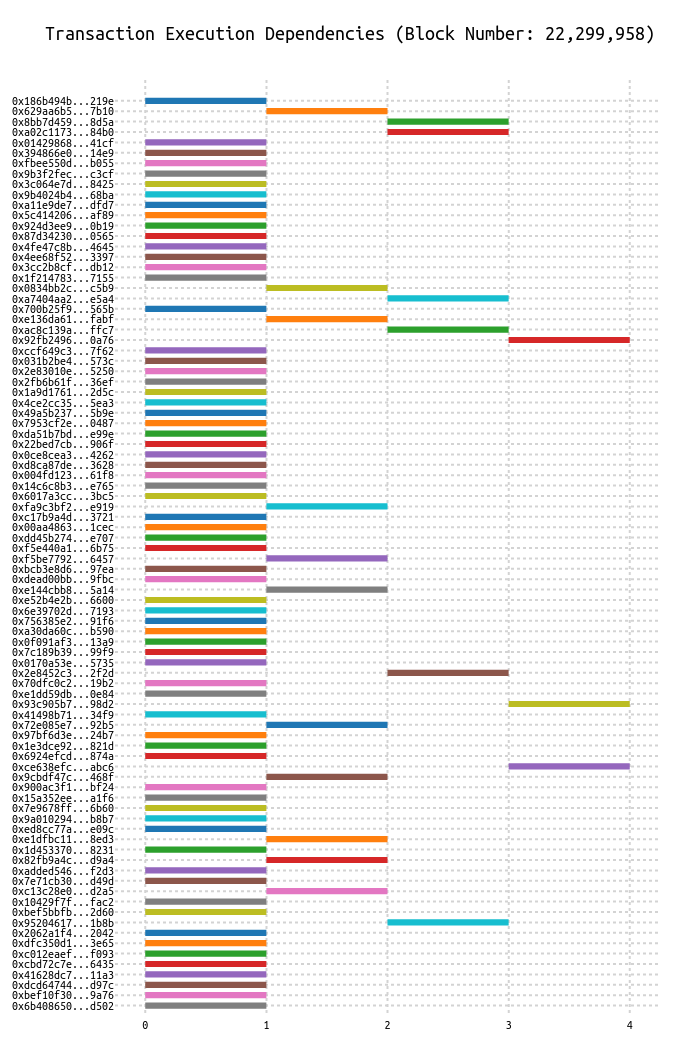 Transaction Execution Dependencies (Block Number: 22,299,958)
0x186b494b...219e
0x629aa6b5...7b10
0x8bb7d459...8d5a
0xa02c1173...84b0
0x01429868...41cf
0x394866e0...14e9
0xfbee550d...b055
0x9b3f2fec...c3cf
0x3c064e7d...8425
0x9b4024b4...68ba
0xa11e9de7...dfd7
0x5c414206...af89
0x924d3ee9...0b19
0x87d34230...0565
0x4fe47c8b...4645
0x4ee68f52...3397
0x3cc2b8cf...db12
0x1f214783...7155
0x0834bb2c...c5b9
0xa7404aa2...e5a4
0x700b25f9...565b
0xe136da61...fabf
0xac8c139a...ffc7
0x92fb2496...0a76
0xccf649c3...7f62
0x031b2be4...573c
0x2e83010e...5250
0x2fb6b61f...36ef
0x1a9d1761...2d5c
0x4ce2cc35...5ea3
0x49a5b237...5b9e
0x7953cf2e...0487
0xda51b7bd...e99e
0x22bed7cb...906f
0x0ce8cea3...4262
0xd8ca87de...3628
0x004fd123...61f8
0x14c6c8b3...e765
0x6017a3cc...3bc5
0xfa9c3bf2...e919
0xc17b9a4d...3721
0x00aa4863...1cec
0xdd45b274...e707
0xf5e440a1...6b75
0xf5be7792...6457
0xbcb3e8d6...97ea
0xdead00bb...9fbc
0xe144cbb8...5a14
0xe52b4e2b...6600
0x6e39702d...7193
0x756385e2...91f6
0xa30da60c...b590
0x0f091af3...13a9
0x7c189b39...99f9
0x0170a53e...5735
0x2e8452c3...2f2d
0x70dfc0c2...19b2
0xe1dd59db...0e84
0x93c905b7...98d2
0x41498b71...34f9
0x72e085e7...92b5
0x97bf6d3e...24b7
0x1e3dce92...821d
0x6924efcd...874a
0xce638efc...abc6
0x9cbdf47c...468f
0x900ac3f1...bf24
0x15a352ee...a1f6
0x7e9678ff...6b60
0x9a010294...b8b7
0xed8cc77a...e09c
0xe1dfbc11...8ed3
0x1d453370...8231
0x82fb9a4c...d9a4
0xadded546...f2d3
0x7e71cb30...d49d
0xc13c28e0...d2a5
0x10429f7f...fac2
0xbef5bbfb...2d60
0x95204617...1b8b
0x2062a1f4...2042
0xdfc350d1...3e65
0xc012eaef...f093
0xcbd72c7e...6435
0x41628dc7...11a3
0xdcd64744...d97c
0xbef10f30...9a76
0x6b408650...d502
0 1 2 3 4